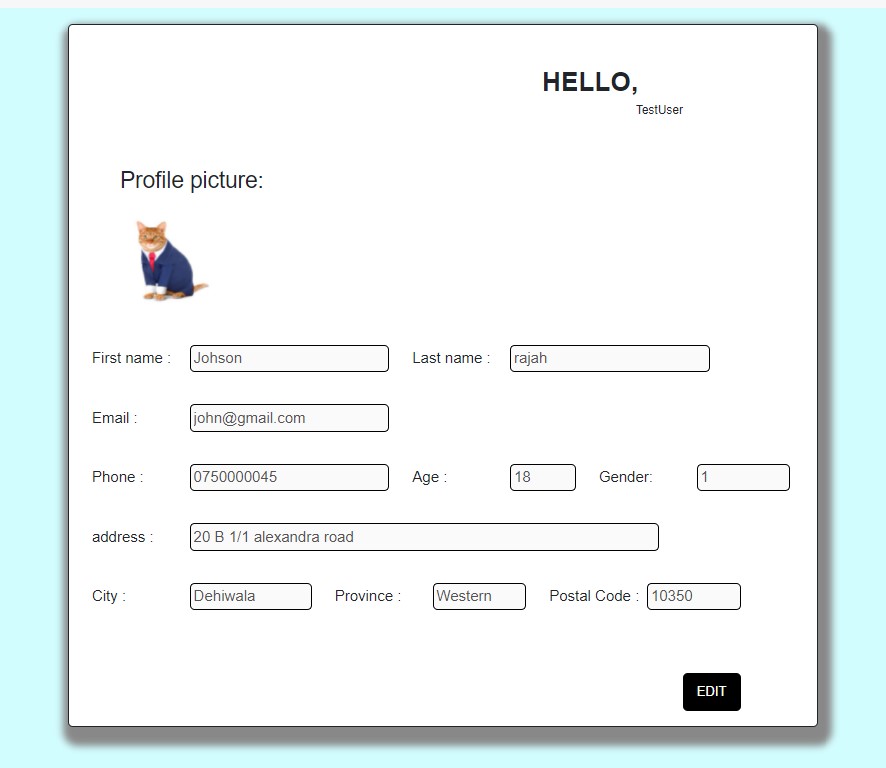 HELLO,
TestUser
Profile picture:
First name : Johson Last name : rajah
Email : john@gmail.com
Phone : 0750000045 Age : 18 Gender: 1
address : 20 B 1/1 alexandra road
City : Dehiwala Province : Western Postal Code : 10350
EDIT